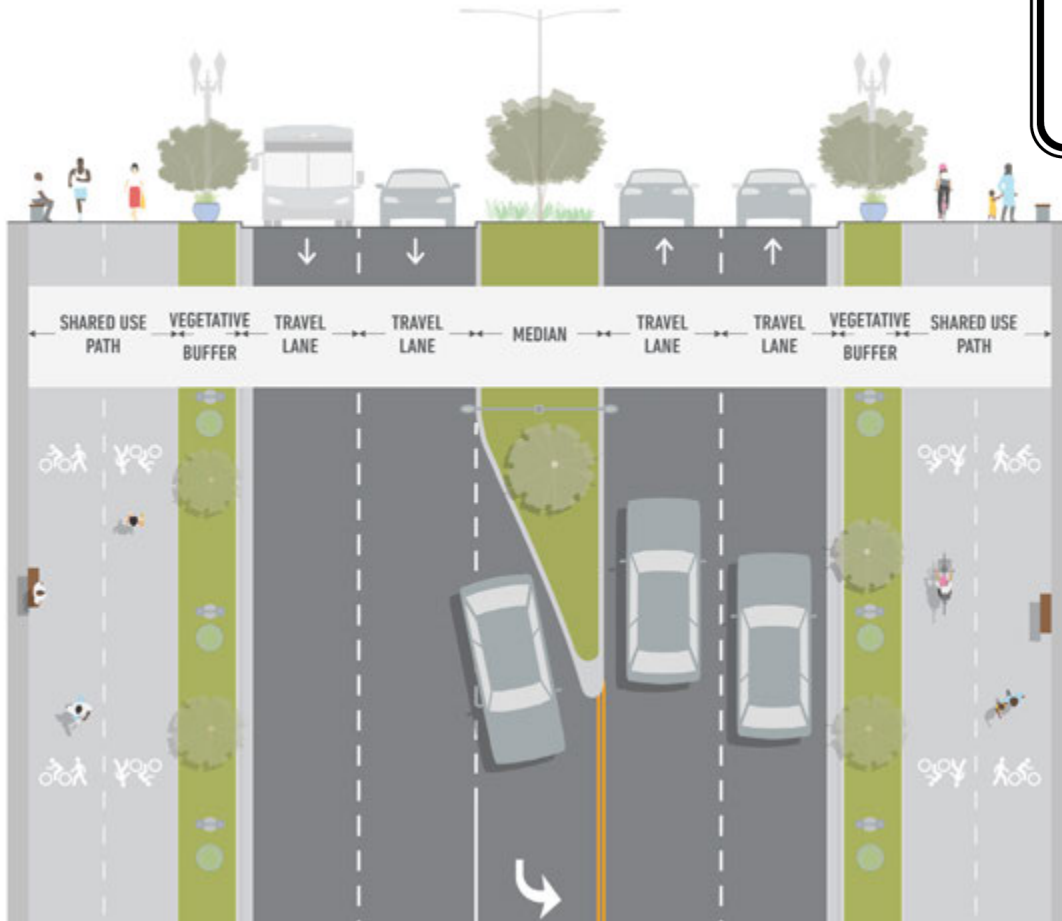 SHARED USE
PATH
VEGETATIVE
BUFFER
TRAVEL
LANE
TRAVEL
LANE
MEDIAN
TRAVEL
LANE
TRAVEL
LANE
VEGETATIVE
BUFFER
SHARED USE
PATH